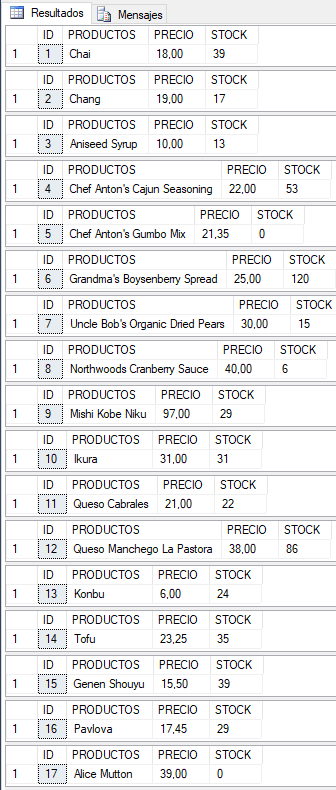 Resultados Mensajes
ID PRODUCTOS PRECIO STOCK
1 1 Chai 18,00 39
ID PRODUCTOS PRECIO STOCK
1 2 Chang 19,00 17
ID PRODUCTOS PRECIO STOCK
1 3 Aniseed Syrup 10,00 13
ID PRODUCTOS PRECIO STOCK
1 4 Chef Anton's Cajun Seasoning 22,00 53
ID PRODUCTOS PRECIO STOCK
1 5 Chef Anton's Gumbo Mix 21,35 0
ID PRODUCTOS PRECIO STOCK
1 6 Grandma's Boysenberry Spread 25,00 120
ID PRODUCTOS PRECIO STOCK
1 7 Uncle Bob's Organic Dried Pears 30,00 15
ID PRODUCTOS PRECIO STOCK
1 8 Northwoods Cranberry Sauce 40,00 6
ID PRODUCTOS PRECIO STOCK
1 9 Mishi Kobe Niku 97,00 29
ID PRODUCTOS PRECIO STOCK
1 10 Ikura 31,00 31
ID PRODUCTOS PRECIO STOCK
1 11 Queso Cabrales 21,00 22
ID PRODUCTOS PRECIO STOCK
1 12 Queso Manchego La Pastora 38,00 86
ID PRODUCTOS PRECIO STOCK
1 13 Konbu 6,00 24
ID PRODUCTOS PRECIO STOCK
1 14 Tofu 23,25 35
ID PRODUCTOS PRECIO STOCK
1 15 Genen Shouyu 15,50 39
ID PRODUCTOS PRECIO STOCK
1 16 Pavlova 17,45 29
ID PRODUCTOS PRECIO STOCK
1 17 Alice Mutton 39,00 0